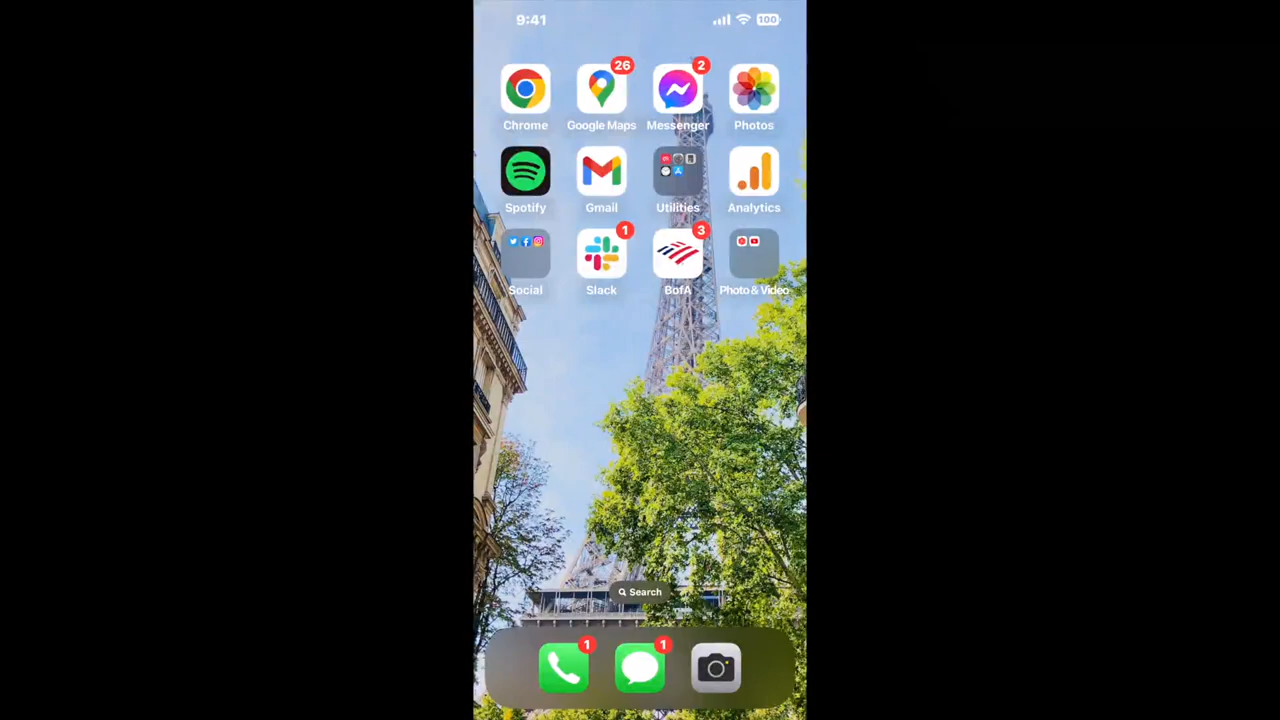 9:41
100
26
2
Chrome
Google Maps
Messenger
Photos
Spotify
Gmail
Utilities
Analytics
1
3
Social
Slack
BofA
Photo & Video
Search
1
1